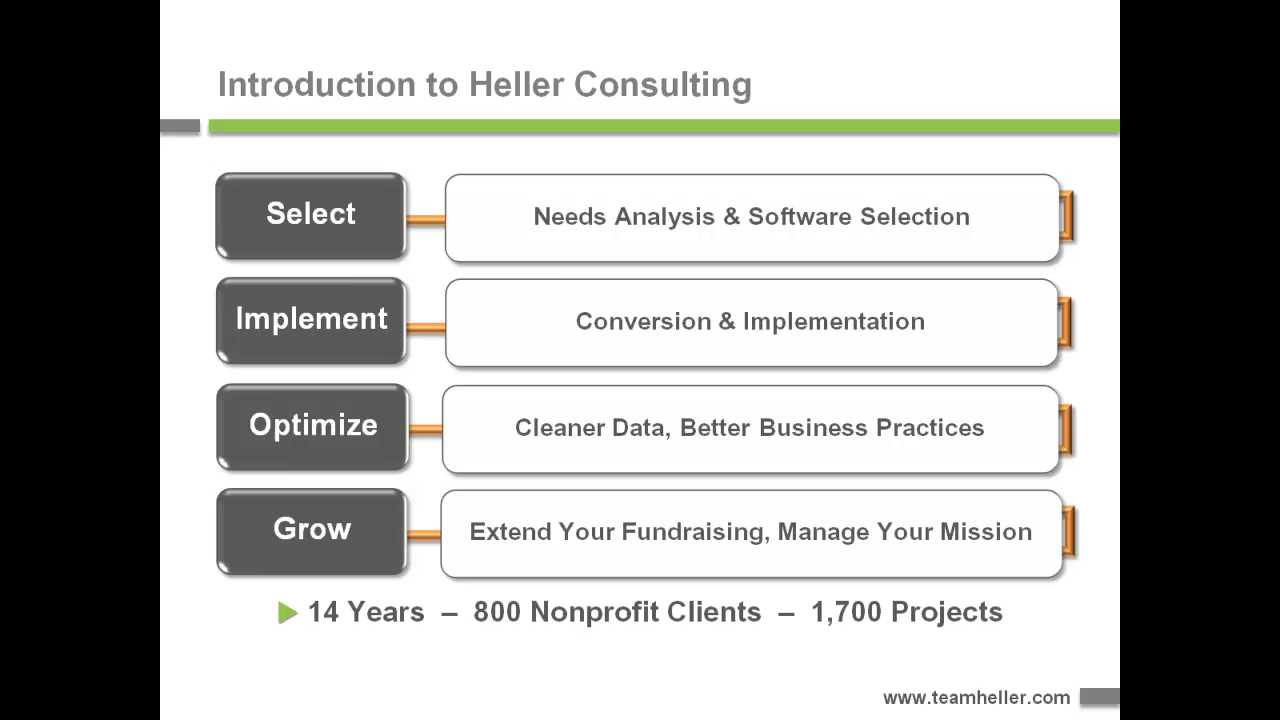 Introduction to Heller Consulting
Select
Needs Analysis & Software Selection
Implement
Conversion & Implementation
Optimize
Cleaner Data, Better Business Practices
Grow
Extend Your Fundraising, Manage Your Mission
14 Years – 800 Nonprofit Clients – 1,700 Projects
www.teamheller.com